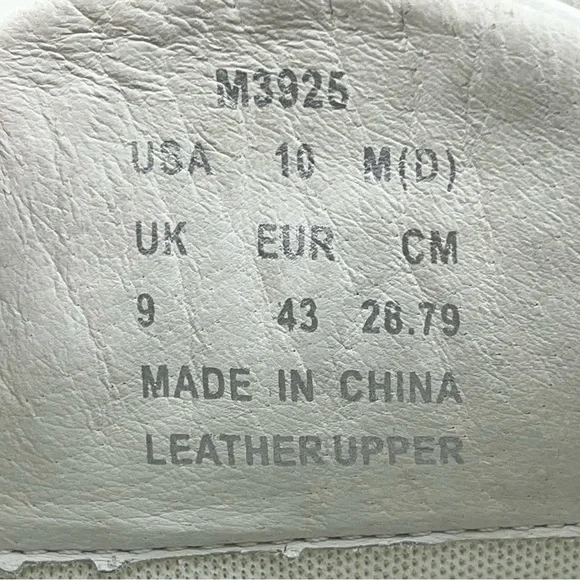 M3925
USA 10 M(D)
UK EUR CM
9 43 28.79
MADE IN CHINA
LEATHER UPPER